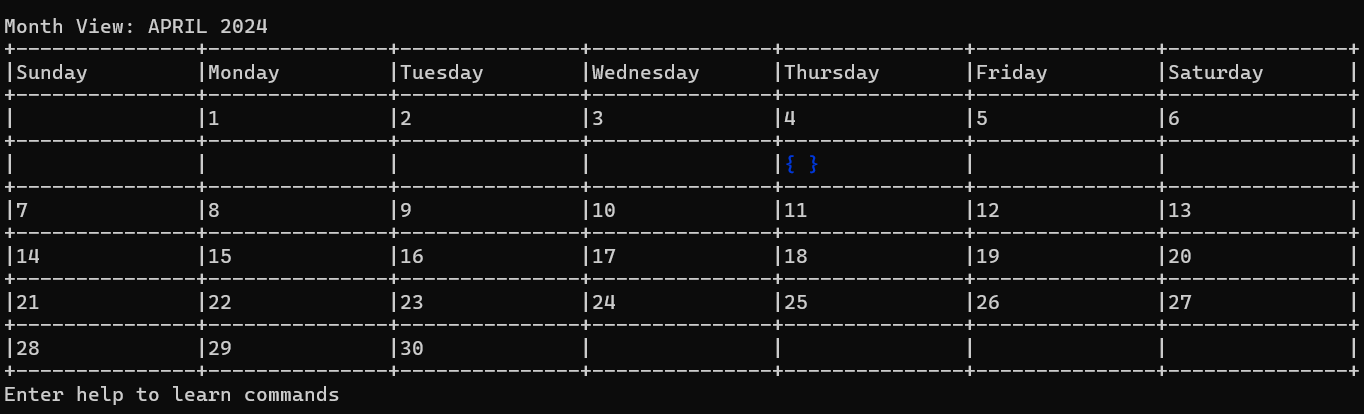 Month View: APRIL 2024
+---------------+---------------+---------------+---------------+---------------+---------------+---------------+
|Sunday         |Monday         |Tuesday        |Wednesday      |Thursday       |Friday         |Saturday       |
+---------------+---------------+---------------+---------------+---------------+---------------+---------------+
|               |1              |2              |3              |4              |5              |6              |
+---------------+---------------+---------------+---------------+---------------+---------------+---------------+
|               |               |               |               |{ }            |               |               |
+---------------+---------------+---------------+---------------+---------------+---------------+---------------+
|7              |8              |9              |10             |11             |12             |13             |
+---------------+---------------+---------------+---------------+---------------+---------------+---------------+
|14             |15             |16             |17             |18             |19             |20             |
+---------------+---------------+---------------+---------------+---------------+---------------+---------------+
|21             |22             |23             |24             |25             |26             |27             |
+---------------+---------------+---------------+---------------+---------------+---------------+---------------+
|28             |29             |30             |               |               |               |               |
+---------------+---------------+---------------+---------------+---------------+---------------+---------------+
Enter help to learn commands